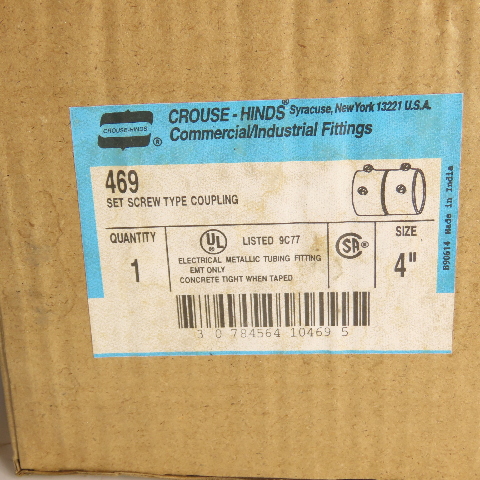 CROUSE-HINDS® Syracuse, New York 13221 U.S.A.
CROUSE-HINDS ®
Commercial/Industrial Fittings
469
SET SCREW TYPE COUPLING
QUANTITY
1
UL
LISTED 9C77
ELECTRICAL METALLIC TUBING FITTING
EMT ONLY
CONCRETE TIGHT WHEN TAPED
SA®
SIZE
4"
B90614 Made in India
3 0 784564 10469 5